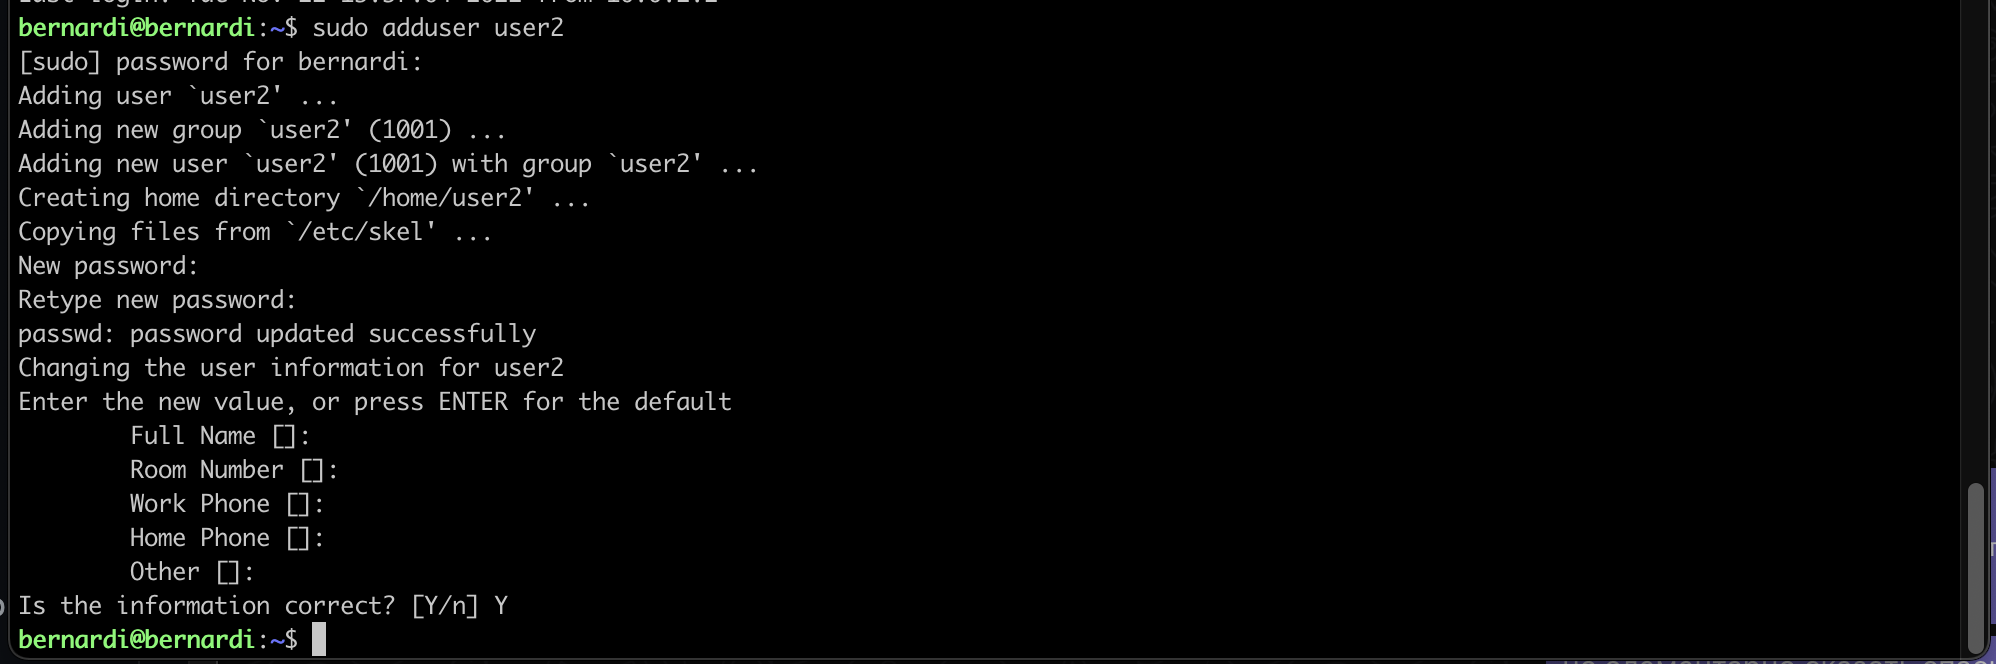 bernardi@bernardi:~$ sudo adduser user2
[sudo] password for bernardi:
Adding user `user2' ...
Adding new group `user2' (1001) ...
Adding new user `user2' (1001) with group `user2' ...
Creating home directory `/home/user2' ...
Copying files from `/etc/skel' ...
New password:
Retype new password:
passwd: password updated successfully
Changing the user information for user2
Enter the new value, or press ENTER for the default
        Full Name []:
        Room Number []:
        Work Phone []:
        Home Phone []:
        Other []:
Is the information correct? [Y/n] Y
bernardi@bernardi:~$